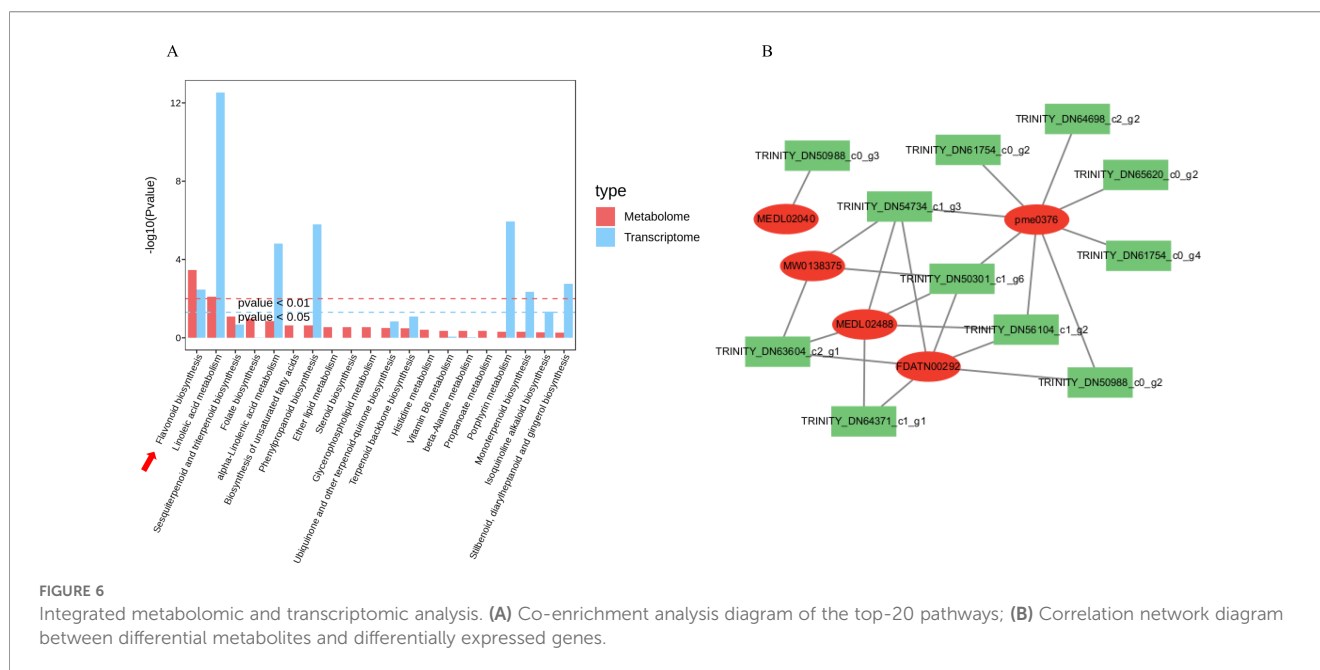 A
B
12
8
4
0
-log10(Pvalue)
pvalue < 0.01
pvalue < 0.05
type
Metabolome
Transcriptome
Flavonoid biosynthesis
Linoleic acid metabolism
Sesquiterpenoid and triterpenoid biosynthesis
Folate biosynthesis
alpha-Linolenic acid metabolism
Biosynthesis of unsaturated fatty acids
Phenylpropanoid biosynthesis
Ether lipid metabolism
Steroid biosynthesis
Glycerophospholipid metabolism
Ubiquinone and other terpenoid-quinone biosynthesis
Terpenoid backbone biosynthesis
Histidine metabolism
Vitamin B6 metabolism
beta-Alanine metabolism
Propanoate metabolism
Porphyrin metabolism
Monoterpenoid biosynthesis
Isoquinoline alkaloid biosynthesis
Stilbenoid, diarylheptanoid and gingerol biosynthesis
TRINITY_DN64698_c2_g2
TRINITY_DN61754_c0_g2
TRINITY_DN50988_c0_g3
TRINITY_DN65620_c0_g2
TRINITY_DN54734_c1_g3
MEDL02040
pme0376
TRINITY_DN61754_c0_g4
MW0138375
TRINITY_DN50301_c1_g6
MEDL02488
TRINITY_DN56104_c1_g2
TRINITY_DN63604_c2_g1
FDATN00292
TRINITY_DN50988_c0_g2
TRINITY_DN64371_c1_g1
FIGURE 6
Integrated metabolomic and transcriptomic analysis. (A) Co-enrichment analysis diagram of the top-20 pathways; (B) Correlation network diagram
between differential metabolites and differentially expressed genes.